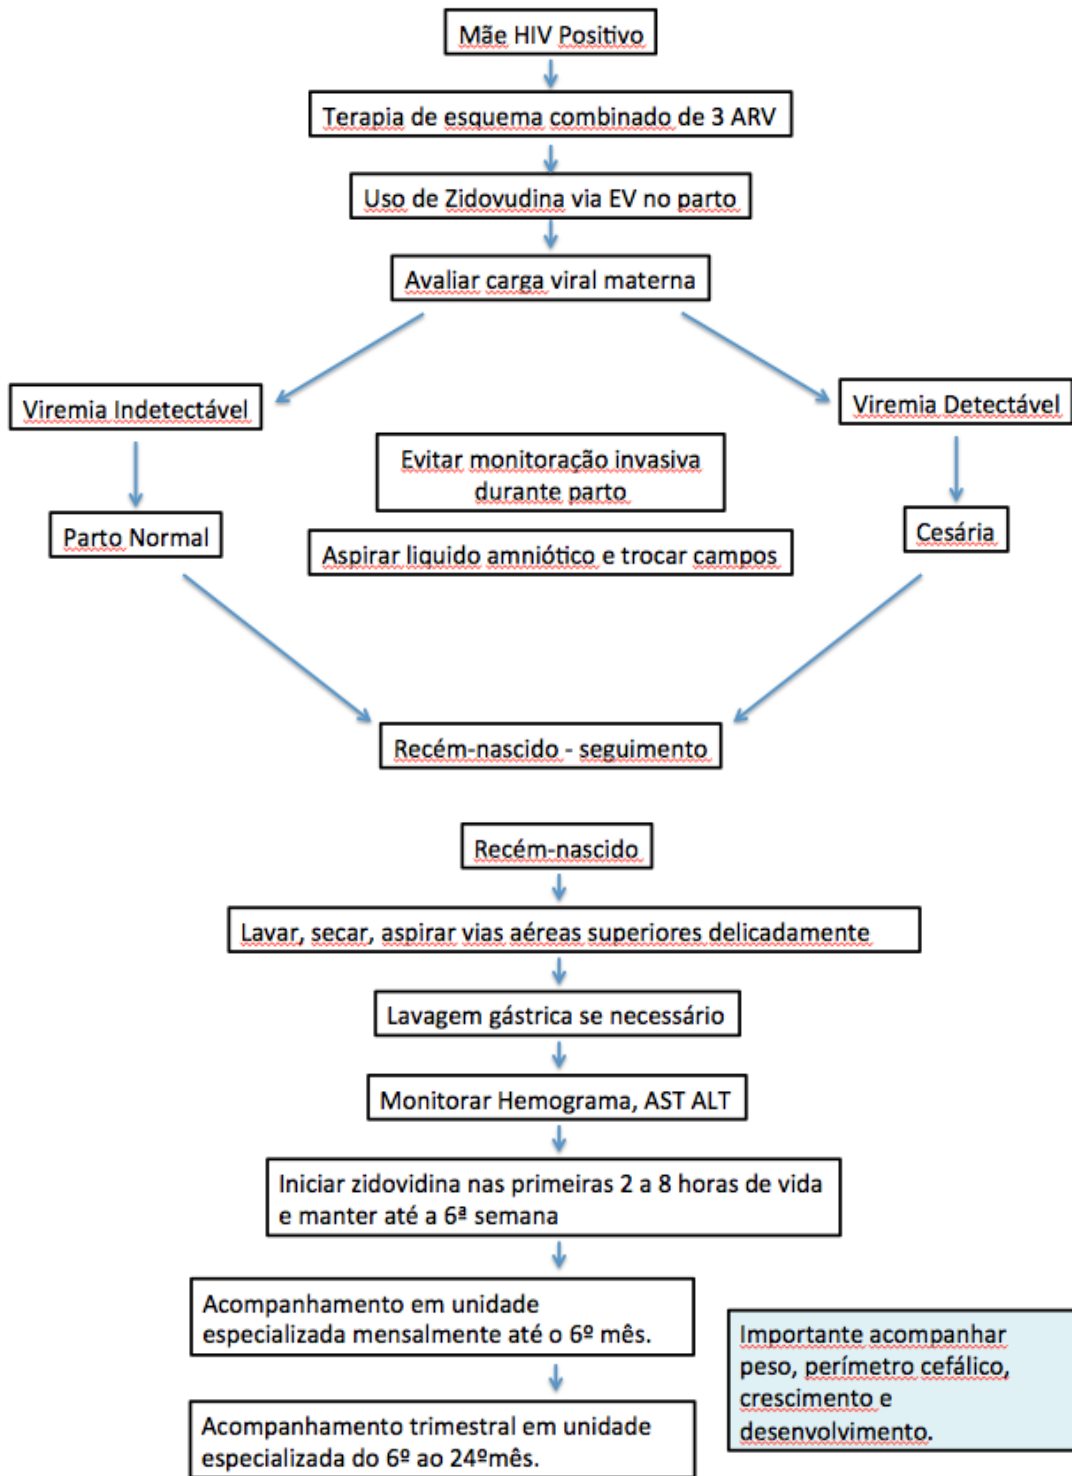 Mãe HIV Positivo
Terapia de esquema combinado de 3 ARV
Uso de Zidovudina via EV no parto
Avaliar carga viral materna
Viremia Indetectável
Viremia Detectável
Evitar monitoração invasiva
durante parto
Parto Normal
Cesária
Aspirar liquido amniótico e trocar campos
Recém-nascido - seguimento
Recém-nascido
Lavar, secar, aspirar vias aéreas superiores delicadamente
Lavagem gástrica se necessário
Monitorar Hemograma, AST ALT
Iniciar zidovidina nas primeiras 2 a 8 horas de vida
e manter até a 6ª semana
Acompanhamento em unidade
especializada mensalmente até o 6º mês.
Importante acompanhar
peso, perímetro cefálico,
crescimento e
desenvolvimento.
Acompanhamento trimestral em unidade
especializada do 6º ao 24ºmês.